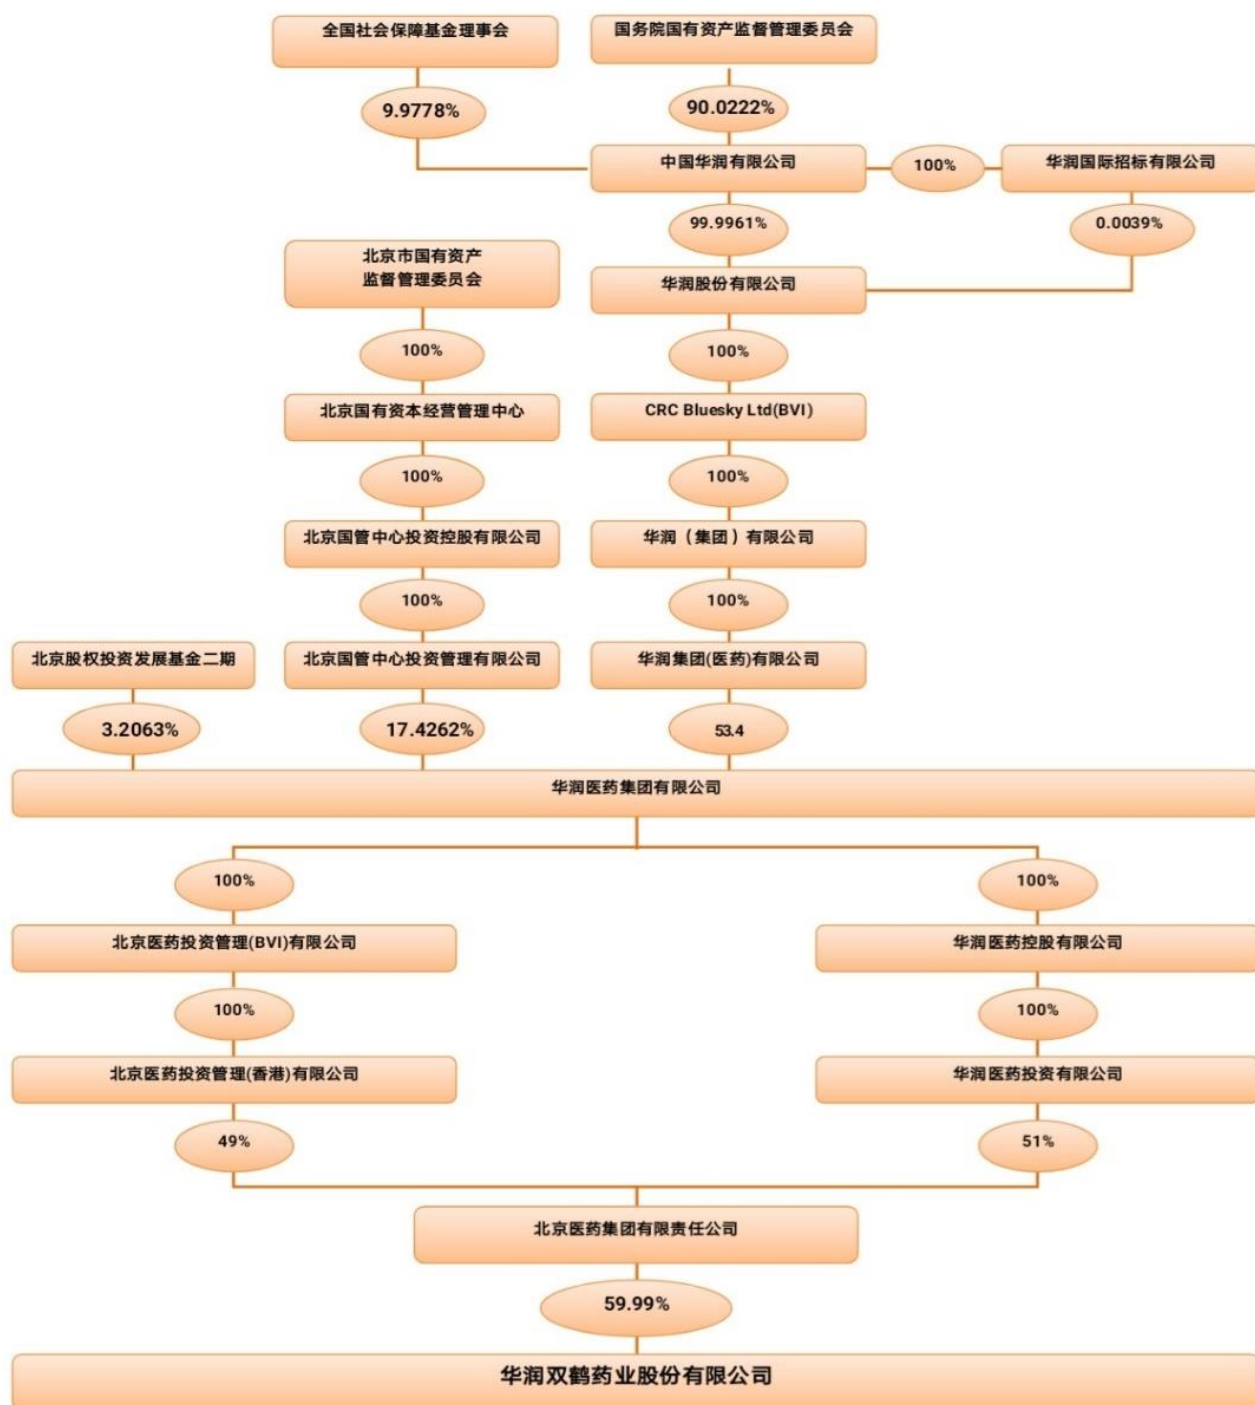 全国社会保障基金理事会
国务院国有资产监督管理委员会
9.9778%
90.0222%
中国华润有限公司
100%
华润国际招标有限公司
99.9961%
0.0039%
北京市国有资产
监督管理委员会
华润股份有限公司
100%
100%
北京国有资本经营管理中心
CRC Bluesky Ltd(BVI)
100%
100%
北京国管中心投资控股有限公司
华润（集团）有限公司
100%
100%
北京股权投资发展基金二期
北京国管中心投资管理有限公司
华润集团(医药)有限公司
3.2063%
17.4262%
53.4
华润医药集团有限公司
100%
100%
北京医药投资管理(BVI)有限公司
华润医药控股有限公司
100%
100%
北京医药投资管理(香港)有限公司
华润医药投资有限公司
49%
51%
北京医药集团有限责任公司
59.99%
华润双鹤药业股份有限公司